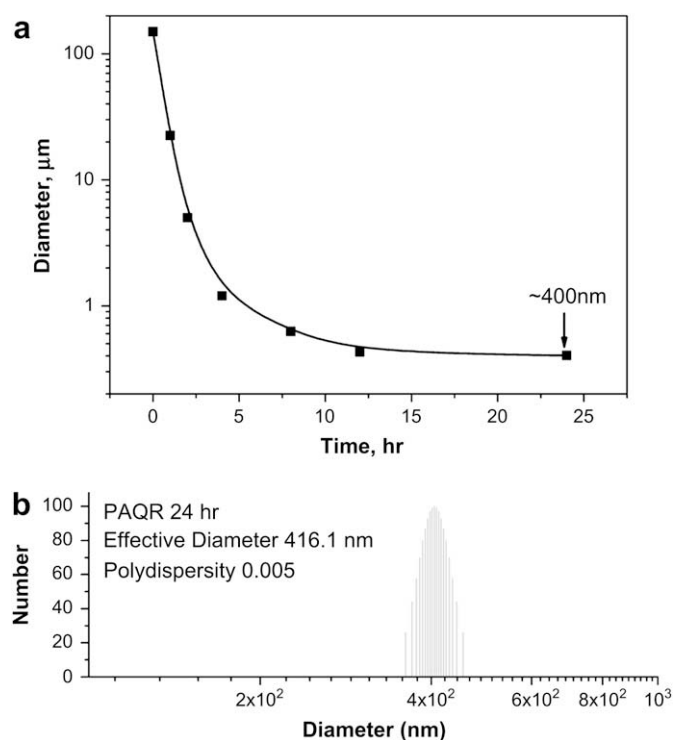 a
100
10
1
Diameter, μm
~400nm
0 5 10 15 20 25
Time, hr
b
PAQR 24 hr
Effective Diameter 416.1 nm
Polydispersity 0.005
100
80
60
40
20
0
Number
2x10² 4x10² 6x10² 8x10² 10³
Diameter (nm)